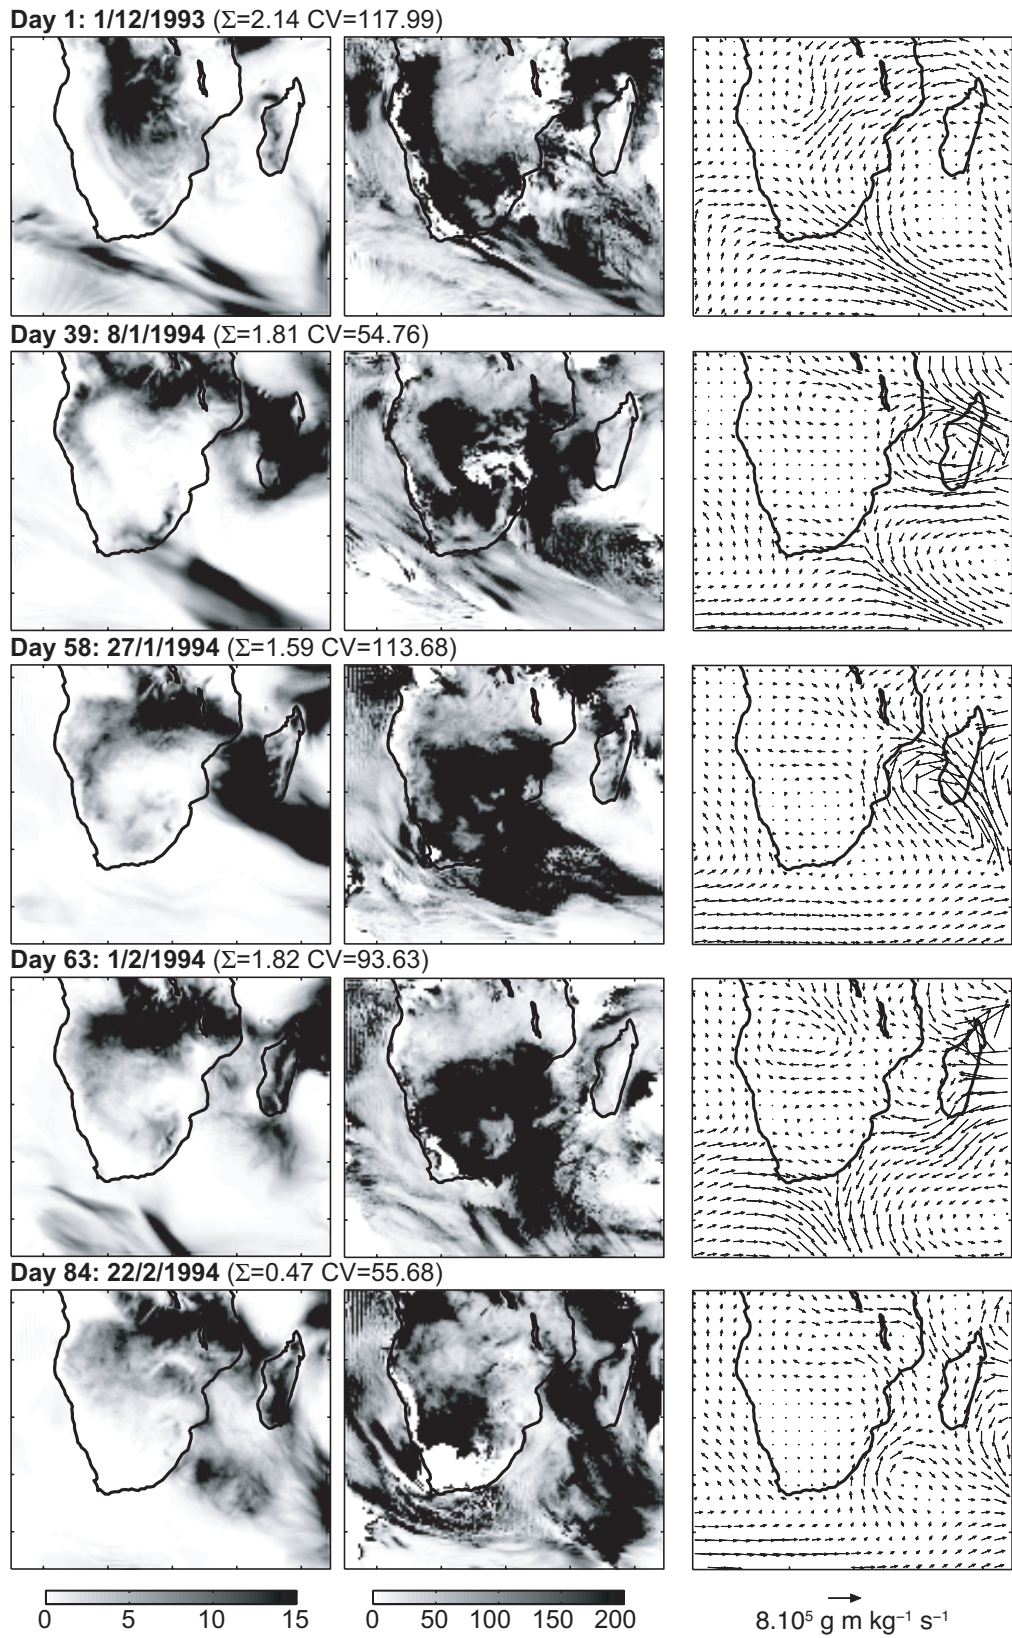 Day 1: 1/12/1993 (Σ=2.14 CV=117.99)
Day 39: 8/1/1994 (Σ=1.81 CV=54.76)
Day 58: 27/1/1994 (Σ=1.59 CV=113.68)
Day 63: 1/2/1994 (Σ=1.82 CV=93.63)
Day 84: 22/2/1994 (Σ=0.47 CV=55.68)
0 5 10 15 0 50 100 150 200
8.10⁵ g m kg⁻¹ s⁻¹